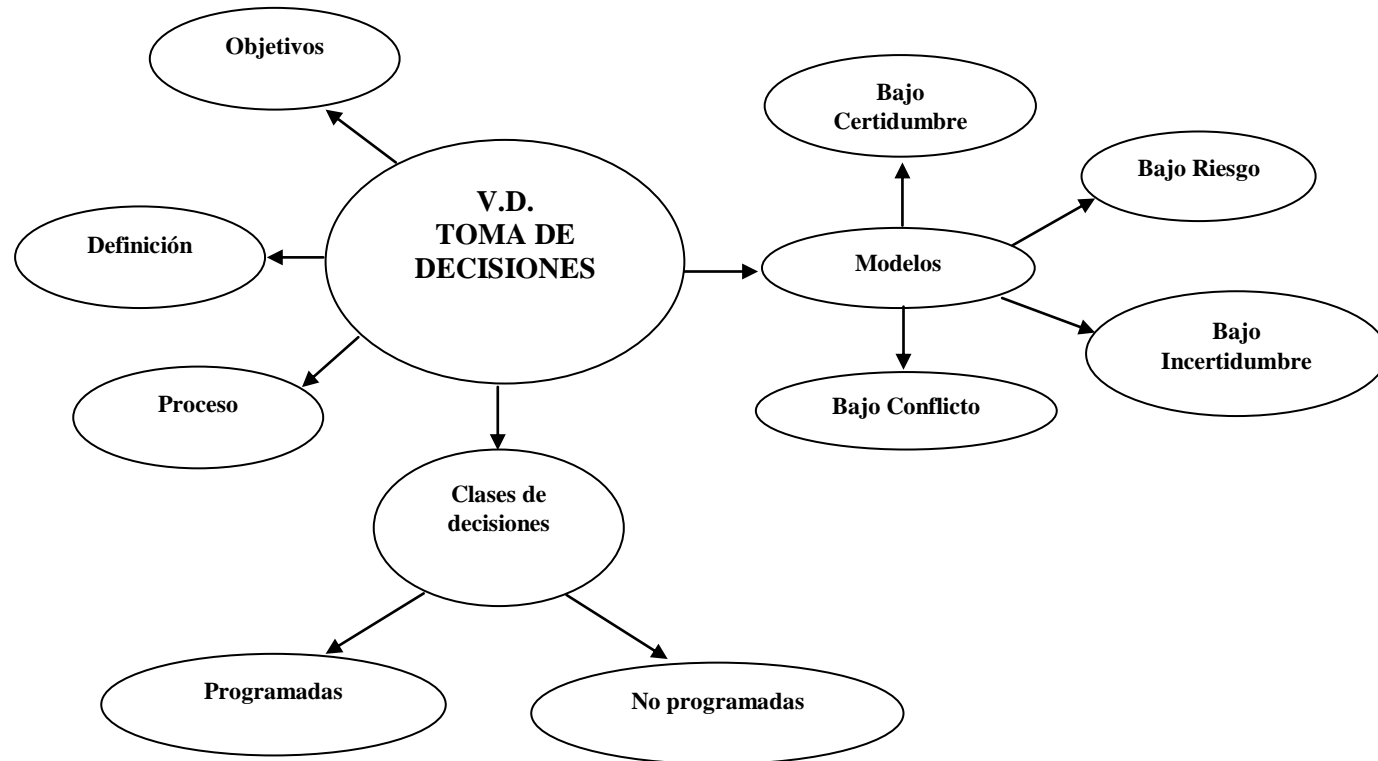 Objetivos
Bajo
Certidumbre
Bajo Riesgo
V.D.
TOMA DE
DECISIONES
Definición
Modelos
Bajo
Incertidumbre
Proceso
Bajo Conflicto
Clases de
decisiones
Programadas
No programadas